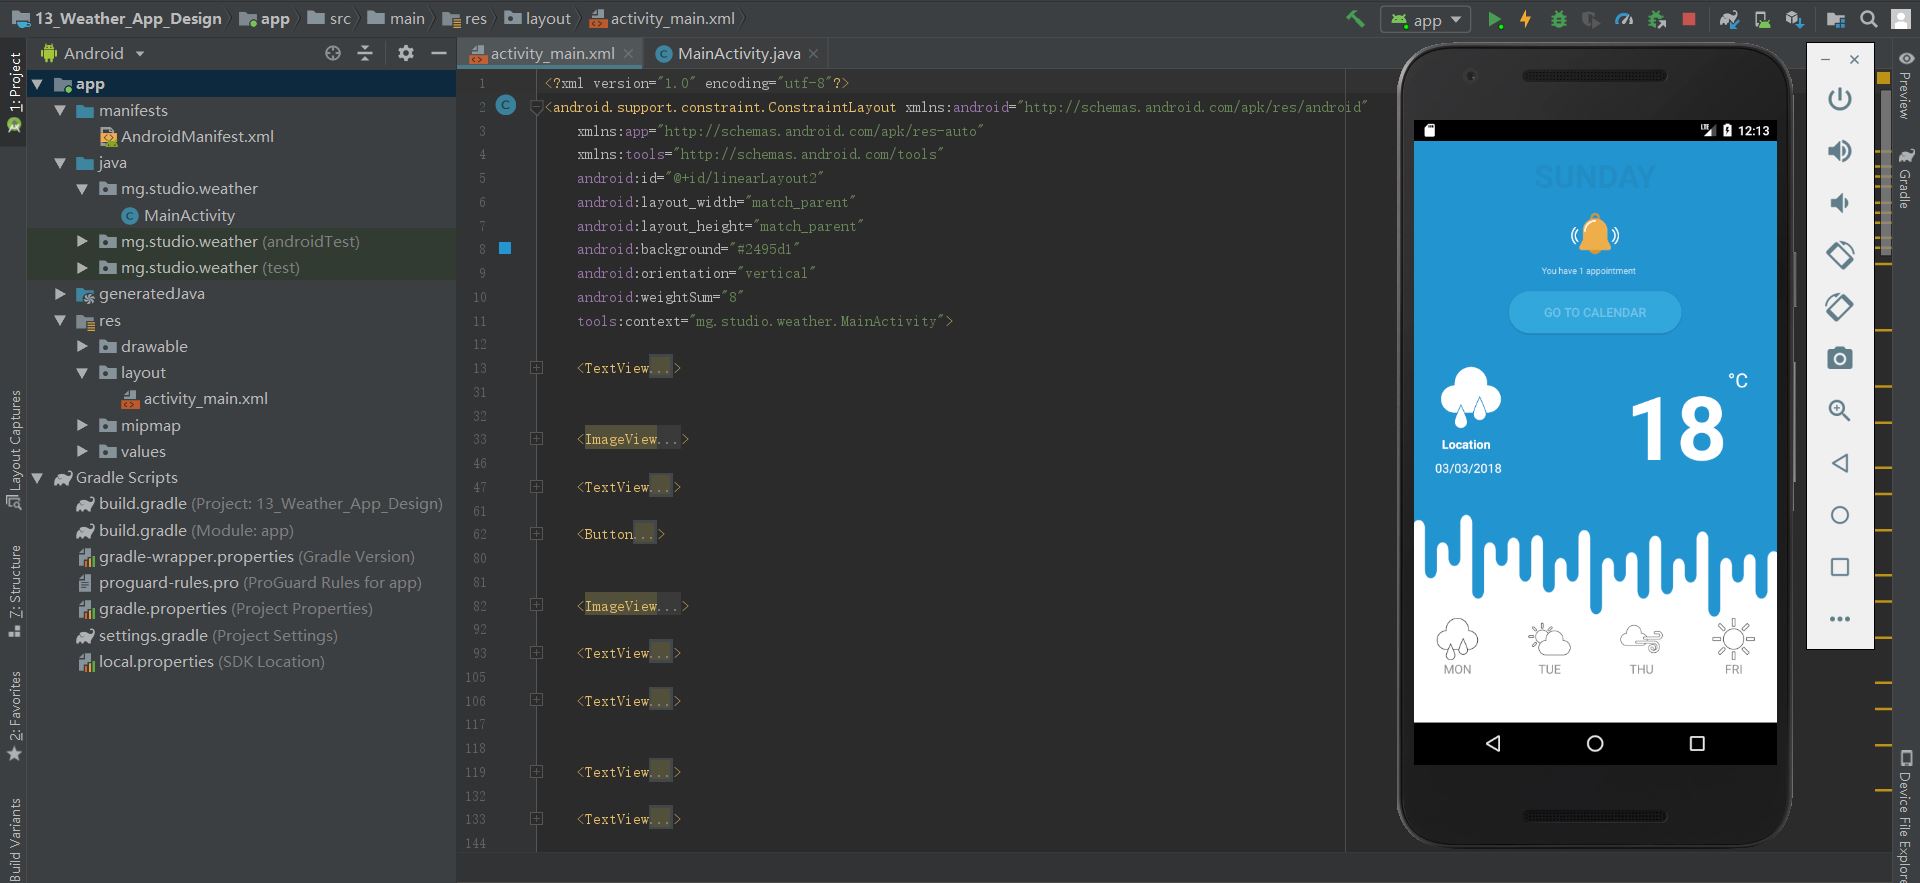 13_Weather_App_Design app src main res layout activity_main.xml
app
1: Project
Layout Captures
7: Structure
2: Favorites
Build Variants
Android
app
manifests
AndroidManifest.xml
java
mg.studio.weather
MainActivity
mg.studio.weather (androidTest)
mg.studio.weather (test)
generatedJava
res
drawable
layout
activity_main.xml
mipmap
values
Gradle Scripts
build.gradle (Project: 13_Weather_App_Design)
build.gradle (Module: app)
gradle-wrapper.properties (Gradle Version)
proguard-rules.pro (ProGuard Rules for app)
gradle.properties (Project Properties)
settings.gradle (Project Settings)
local.properties (SDK Location)
activity_main.xml MainActivity.java
1 <?xml version="1.0" encoding="utf-8"?>
2 <android.support.constraint.ConstraintLayout xmlns:android="http://schemas.android.com/apk/res/android"
3 xmlns:app="http://schemas.android.com/apk/res-auto"
4 xmlns:tools="http://schemas.android.com/tools"
5 android:id="@+id/linearLayout2"
6 android:layout_width="match_parent"
7 android:layout_height="match_parent"
8 android:background="#2495d1"
9 android:orientation="vertical"
10 android:weightSum="8"
11 tools:context="mg.studio.weather.MainActivity">
12
13 <TextView...>
31
32
33 <ImageView...>
46
47 <TextView...>
61
62 <Button...>
80
81
82 <ImageView...>
92
93 <TextView...>
105
106 <TextView...>
117
118
119 <TextView...>
132
133 <TextView...>
144
LTE 12:13
SUNDAY
You have 1 appointment
GO TO CALENDAR
°C
18
Location
03/03/2018
MON TUE THU FRI
Preview
Gradle
Device File Explore